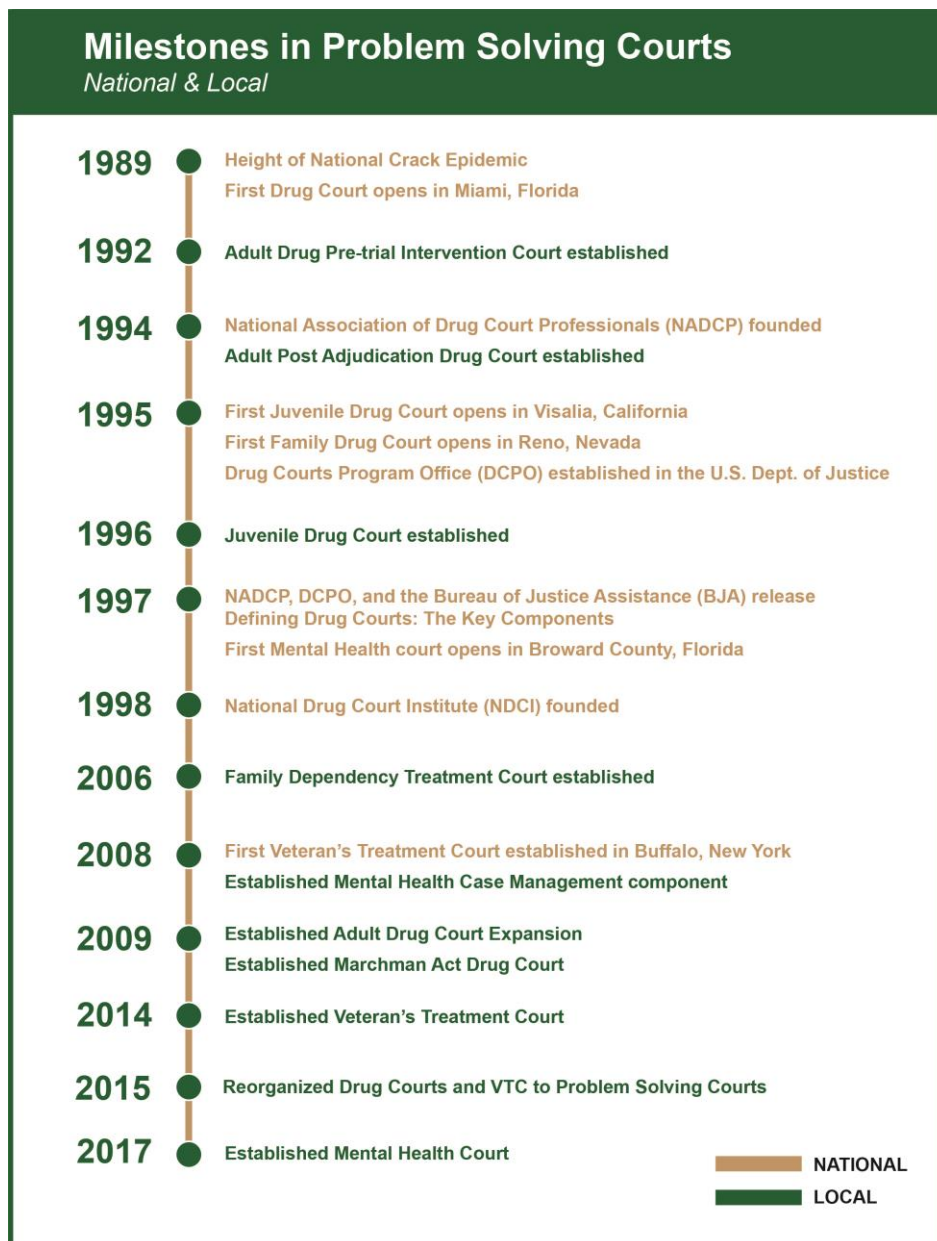 Milestones in Problem Solving Courts
National & Local
1989
Height of National Crack Epidemic
First Drug Court opens in Miami, Florida
1992
Adult Drug Pre-trial Intervention Court established
1994
National Association of Drug Court Professionals (NADCP) founded
Adult Post Adjudication Drug Court established
1995
First Juvenile Drug Court opens in Visalia, California
First Family Drug Court opens in Reno, Nevada
Drug Courts Program Office (DCPO) established in the U.S. Dept. of Justice
1996
Juvenile Drug Court established
1997
NADCP, DCPO, and the Bureau of Justice Assistance (BJA) release
Defining Drug Courts: The Key Components
First Mental Health court opens in Broward County, Florida
1998
National Drug Court Institute (NDCI) founded
2006
Family Dependency Treatment Court established
2008
First Veteran’s Treatment Court established in Buffalo, New York
Established Mental Health Case Management component
2009
Established Adult Drug Court Expansion
Established Marchman Act Drug Court
2014
Established Veteran’s Treatment Court
2015
Reorganized Drug Courts and VTC to Problem Solving Courts
2017
Established Mental Health Court
NATIONAL
LOCAL